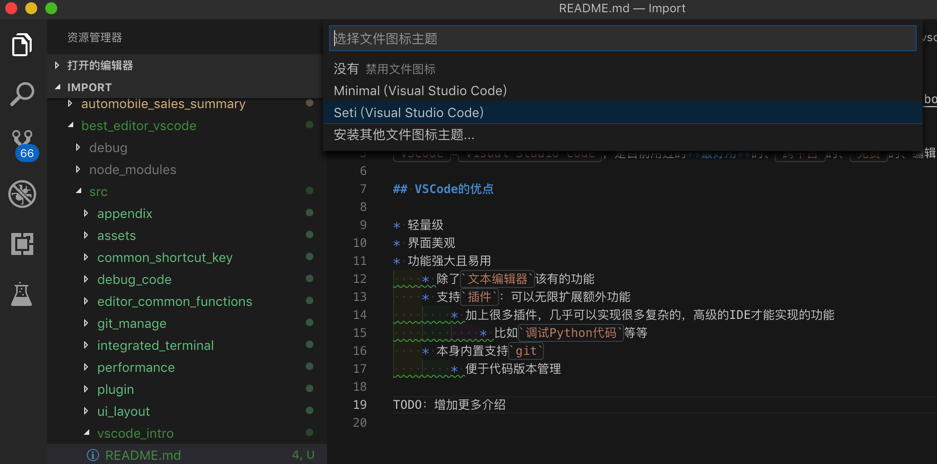 README.md — Import
资源管理器
打开的编辑器
IMPORT
automobile_sales_summary
best_editor_vscode
debug
node_modules
src
appendix
assets
common_shortcut_key
debug_code
editor_common_functions
git_manage
integrated_terminal
performance
plugin
ui_layout
vscode_intro
README.md 4, U
66
选择文件图标主题
没有 禁用文件图标
Minimal (Visual Studio Code)
Seti (Visual Studio Code)
安装其他文件图标主题...
6
7 ## VSCode的优点
8
9 * 轻量级
10 * 界面美观
11 * 功能强大且易用
12 * 除了`文本编辑器`该有的功能
13 * 支持`插件`: 可以无限扩展额外功能
14 * 加上很多插件, 几乎可以实现很多复杂的, 高级的IDE才能实现的功能
15 * 比如`调试Python代码`等等
16 * 本身内置支持`git`
17 * 便于代码版本管理
18
19 TODO: 增加更多介绍
20